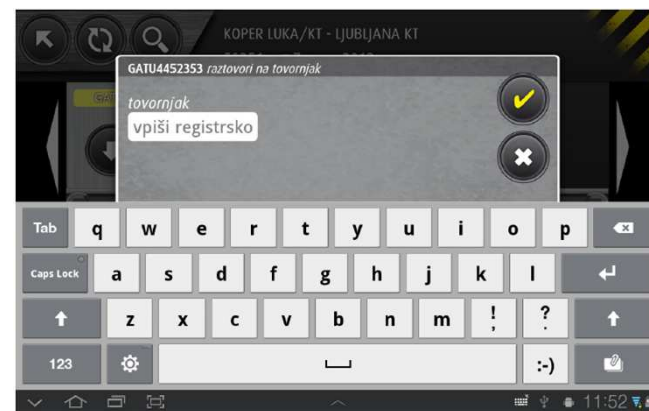 KOPER LUKA/KT - LJUBLJANA KT
GATU4452353 raztovori na tovornjak
tovornjak
vpiši registrsko
Tab q w e r t y u i o p
Caps Lock a s d f g h j k l
z x c v b n m ! , ? .
123 :-)
11:52